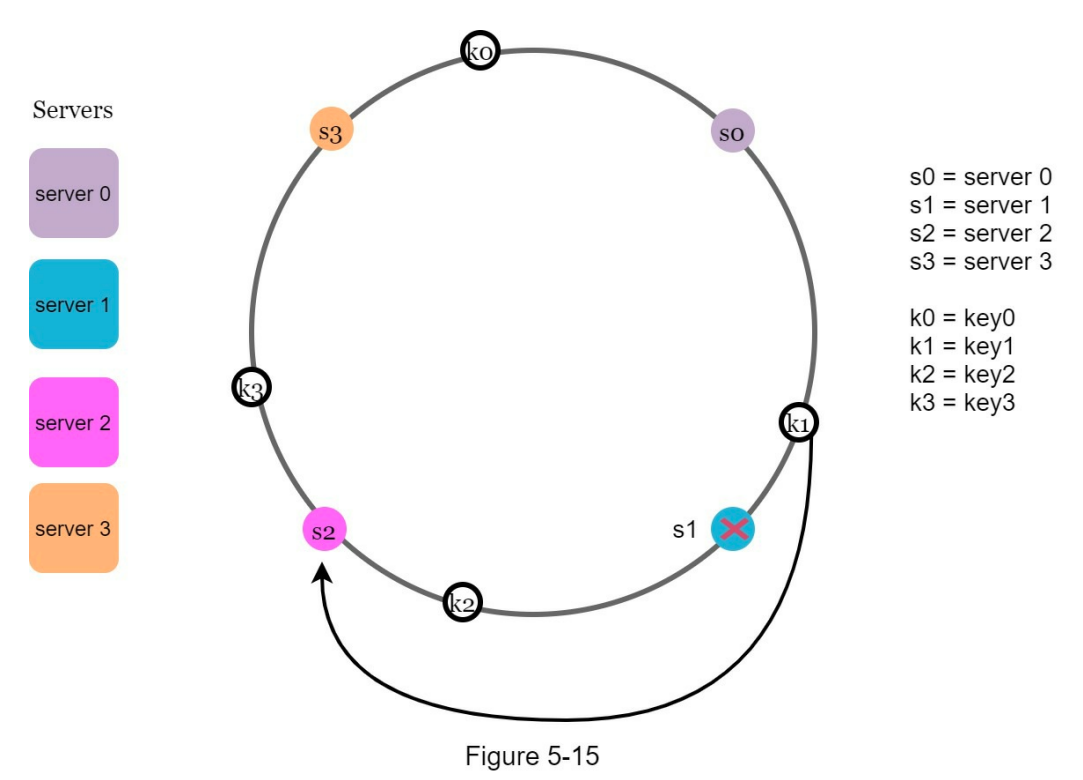 Servers
server 0
server 1
server 2
server 3
k0
s3
s0
k3
k1
s2
s1
k2
s0 = server 0
s1 = server 1
s2 = server 2
s3 = server 3
k0 = key0
k1 = key1
k2 = key2
k3 = key3
Figure 5-15